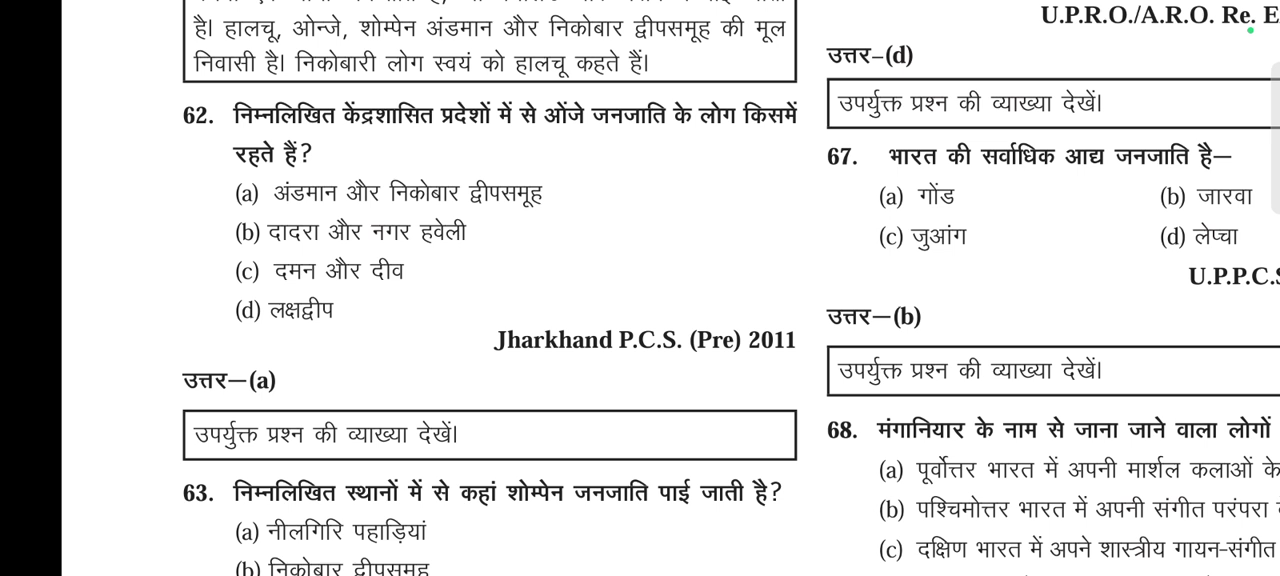 है। हालचू, ओन्जे, शोम्पेन अंडमान और निकोबार द्वीपसमूह की मूल
निवासी है। निकोबारी लोग स्वयं को हालचू कहते हैं।
62. निम्नलिखित केंद्रशासित प्रदेशों में से ओंजे जनजाति के लोग किसमें
रहते हैं?
(a) अंडमान और निकोबार द्वीपसमूह
(b) दादरा और नगर हवेली
(c) दमन और दीव
(d) लक्षद्वीप
Jharkhand P.C.S. (Pre) 2011
उत्तर—(a)
उपर्युक्त प्रश्न की व्याख्या देखें।
63. निम्नलिखित स्थानों में से कहां शोम्पेन जनजाति पाई जाती है?
(a) नीलगिरि पहाड़ियां
(b) निकोबार द्वीपसमूह
U.P.R.O./A.R.O. Re. E
उत्तर–(d)
उपर्युक्त प्रश्न की व्याख्या देखें।
67. भारत की सर्वाधिक आद्य जनजाति है—
(a) गोंड (b) जारवा
(c) जुआंग (d) लेप्चा
U.P.P.C.S
उत्तर—(b)
उपर्युक्त प्रश्न की व्याख्या देखें।
68. मंगानियार के नाम से जाना जाने वाला लोगों
(a) पूर्वोत्तर भारत में अपनी मार्शल कलाओं के
(b) पश्चिमोत्तर भारत में अपनी संगीत परंपरा
(c) दक्षिण भारत में अपने शास्त्रीय गायन-संगीत